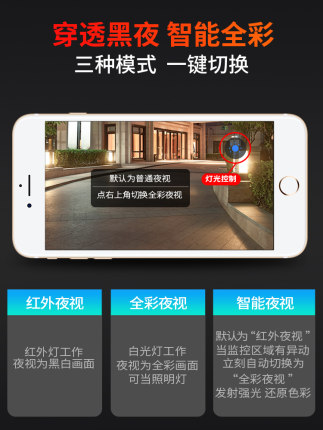 穿透黑夜 智能全彩
三种模式 一键切换
默认为普通夜视
点右上角切换全彩夜视
灯光控制
红外夜视
红外灯工作
夜视为黑白画面
全彩夜视
白光灯工作
夜视为全彩画面
可当照明灯
智能夜视
默认为“红外夜视”
当监控区域有异动
立刻自动切换为
“全彩夜视”
发射强光 还原色彩